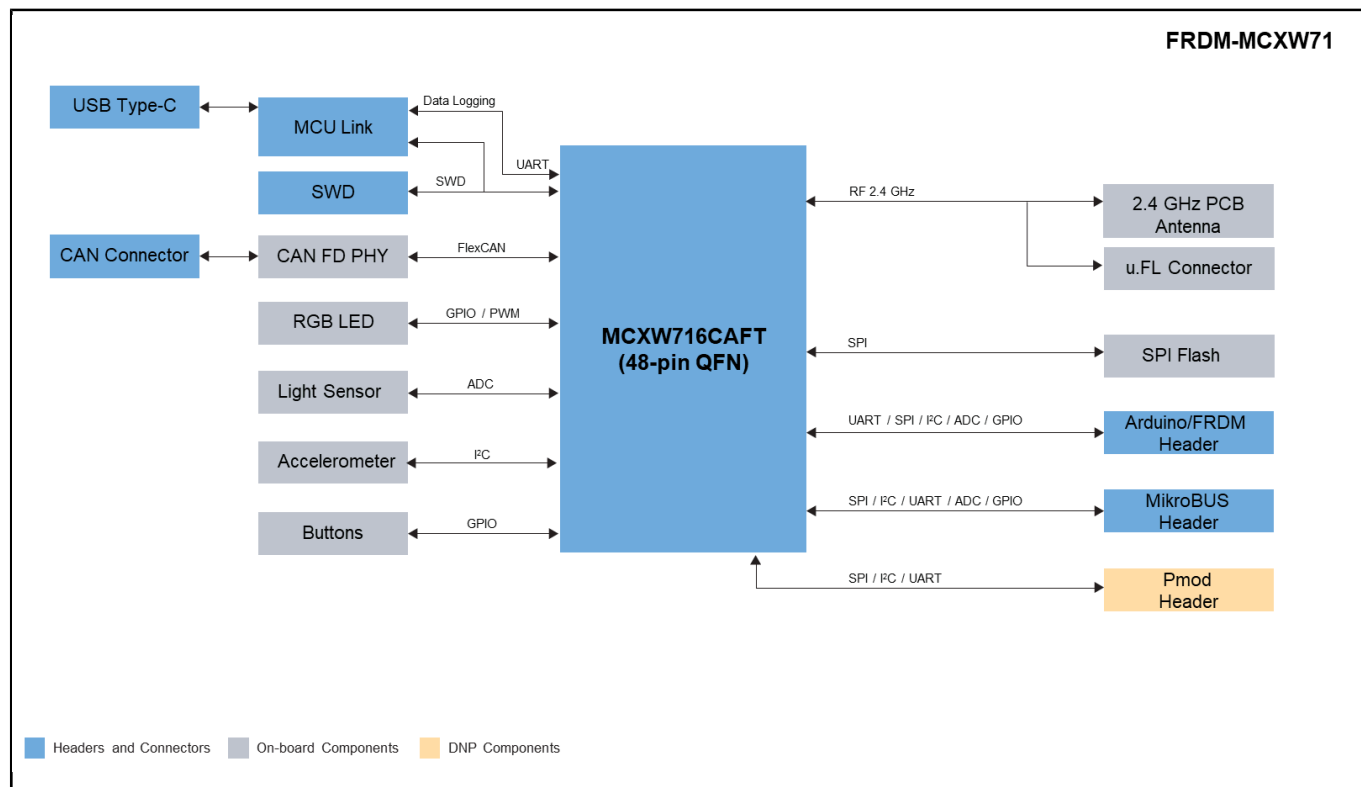 FRDM-MCXW71
USB Type-C
MCU Link
Data Logging
UART
SWD
SWD
CAN Connector
CAN FD PHY
FlexCAN
RGB LED
GPIO / PWM
Light Sensor
ADC
Accelerometer
I²C
Buttons
GPIO
MCXW716CAFT
(48-pin QFN)
RF 2.4 GHz
2.4 GHz PCB
Antenna
u.FL Connector
SPI
SPI Flash
UART / SPI / I²C / ADC / GPIO
Arduino/FRDM
Header
SPI / I²C / UART / ADC / GPIO
MikroBUS
Header
SPI / I²C / UART
Pmod
Header
Headers and Connectors
On-board Components
DNP Components